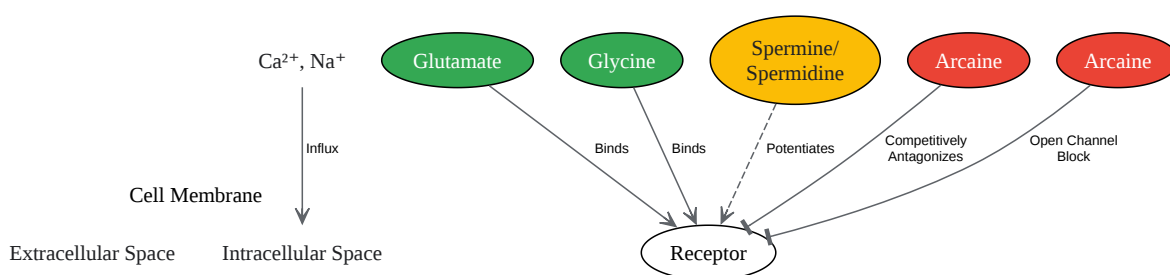 Ca²⁺, Na⁺
Glutamate
Glycine
Spermine/
Spermidine
Arcaine
Arcaine
Influx
Binds
Binds
Potentiates
Competitively
Antagonizes
Open Channel
Block
Cell Membrane
Extracellular Space
Intracellular Space
Receptor